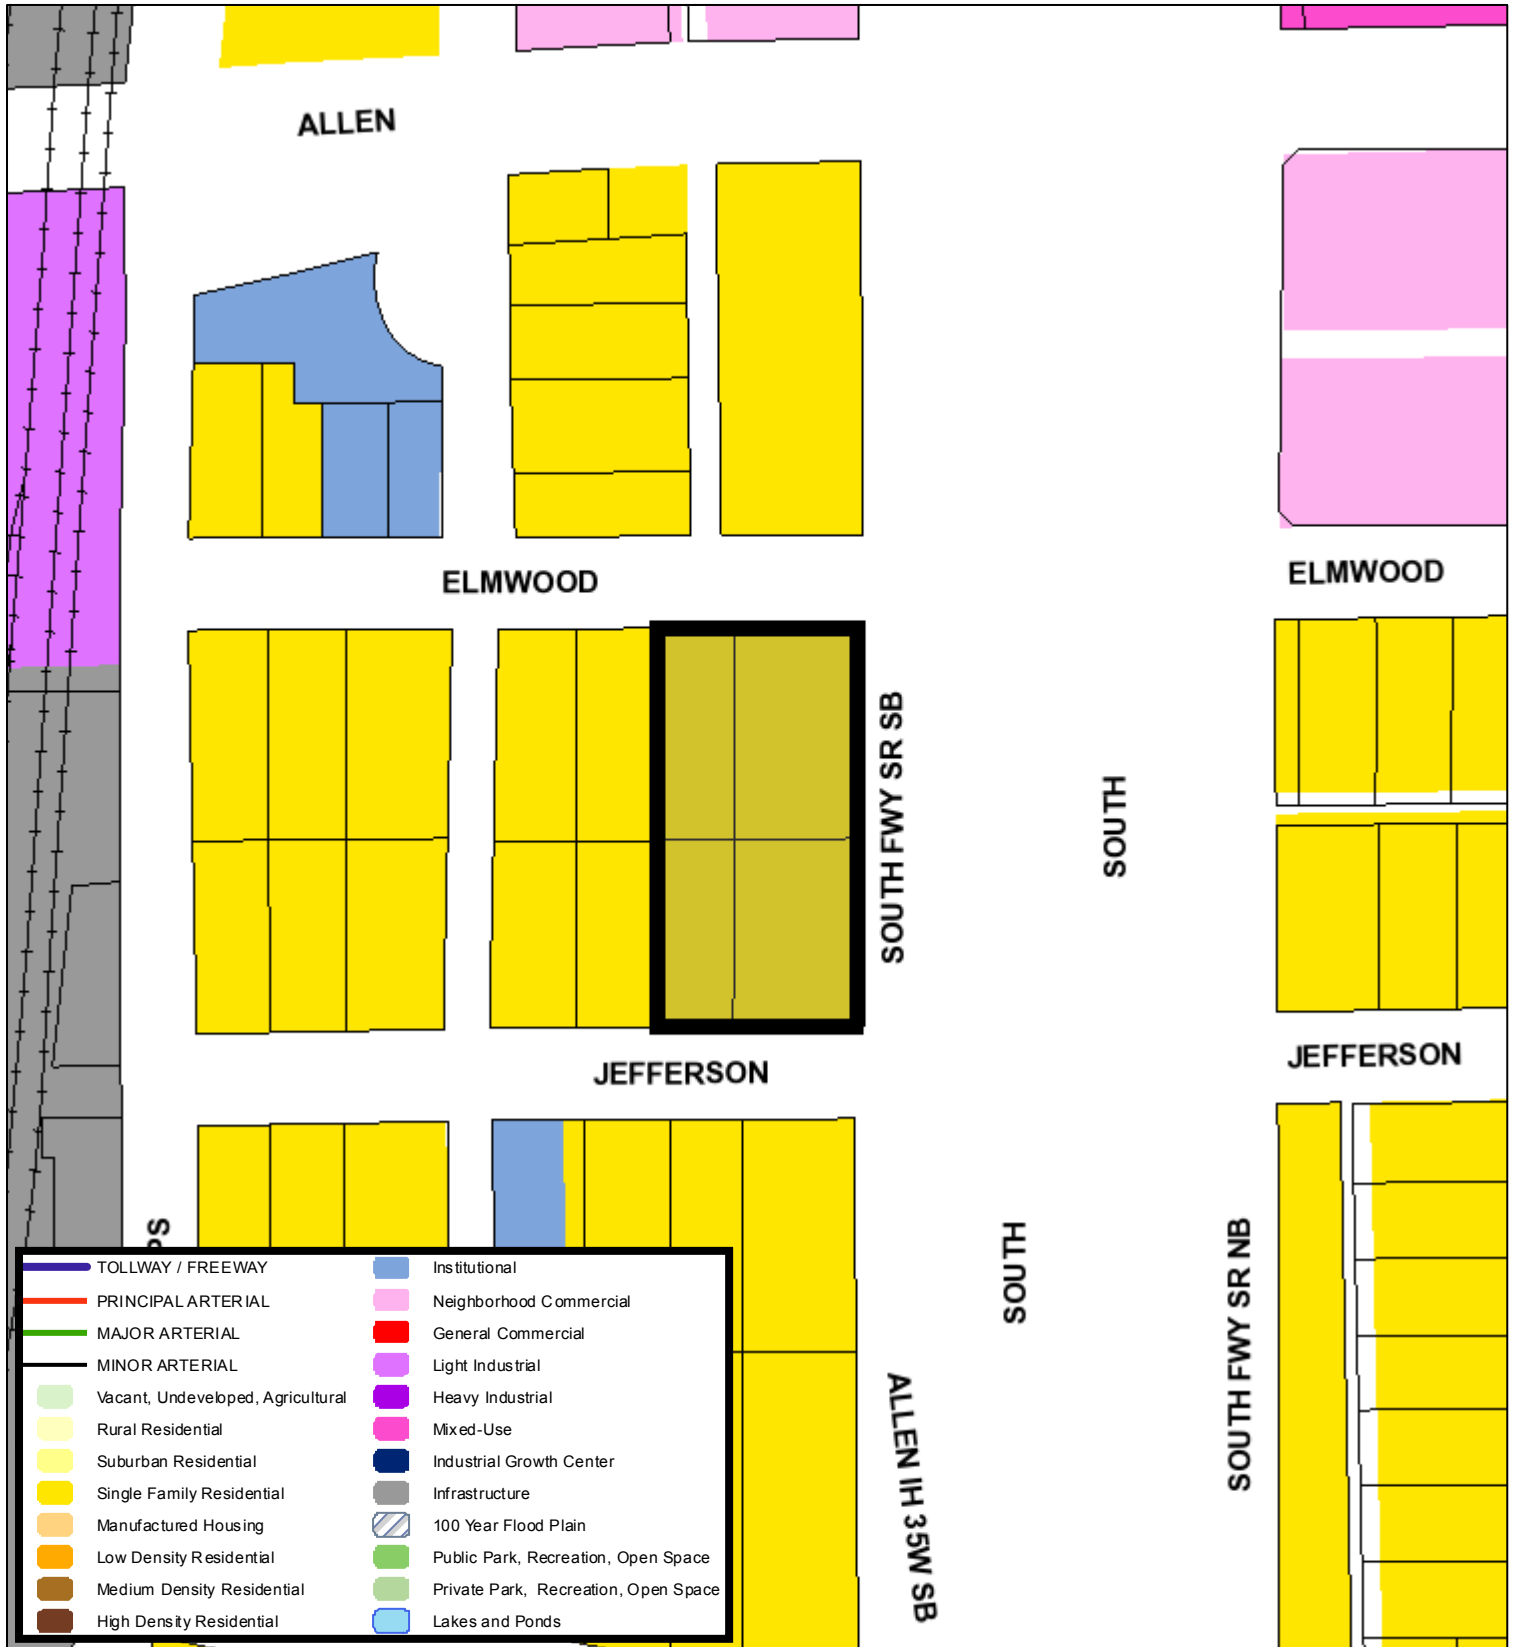 ALLEN
ELMWOOD
ELMWOOD
SOUTH FWY SR SB
SOUTH
JEFFERSON
JEFFERSON
PS
SOUTH
SOUTH FWY SR NB
ALLEN IH 35W SB
TOLLWAY / FREEWAY
PRINCIPAL ARTERIAL
MAJOR ARTERIAL
MINOR ARTERIAL
Vacant, Undeveloped, Agricultural
Rural Residential
Suburban Residential
Single Family Residential
Manufactured Housing
Low Density Residential
Medium Density Residential
High Density Residential
Institutional
Neighborhood Commercial
General Commercial
Light Industrial
Heavy Industrial
Mixed-Use
Industrial Growth Center
Infrastructure
100 Year Flood Plain
Public Park, Recreation, Open Space
Private Park, Recreation, Open Space
Lakes and Ponds